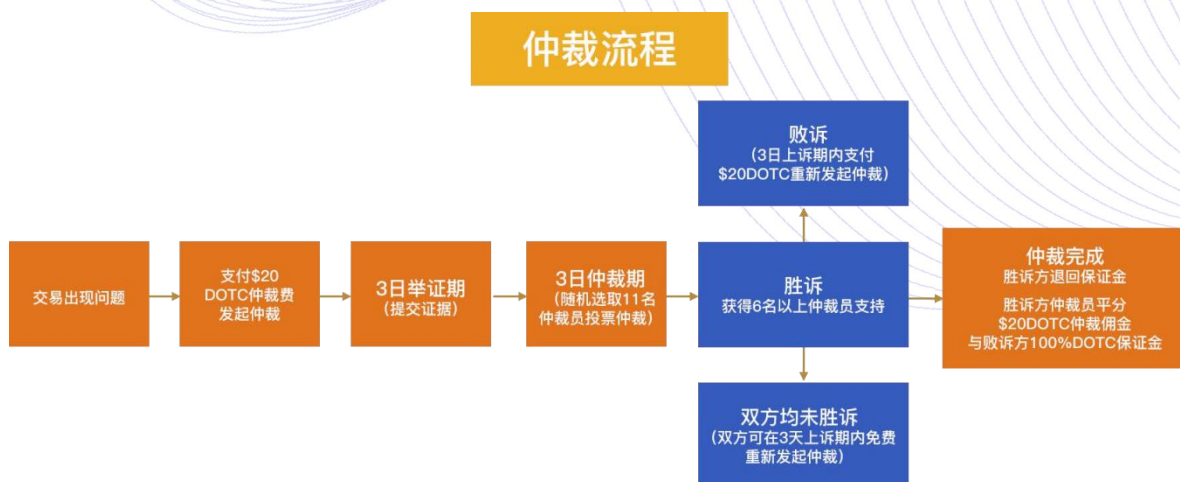 仲裁流程
败诉
(3日上诉期内支付
$20DOTC重新发起仲裁)
交易出现问题
支付$20
DOTC仲裁费
发起仲裁
3日举证期
(提交证据)
3日仲裁期
(随机选取11名
仲裁员投票仲裁)
胜诉
获得6名以上仲裁员支持
仲裁完成
胜诉方退回保证金
胜诉方仲裁员平分
$20DOTC仲裁佣金
与败诉方100%DOTC保证金
双方均未胜诉
(双方可在3天上诉期内免费
重新发起仲裁)